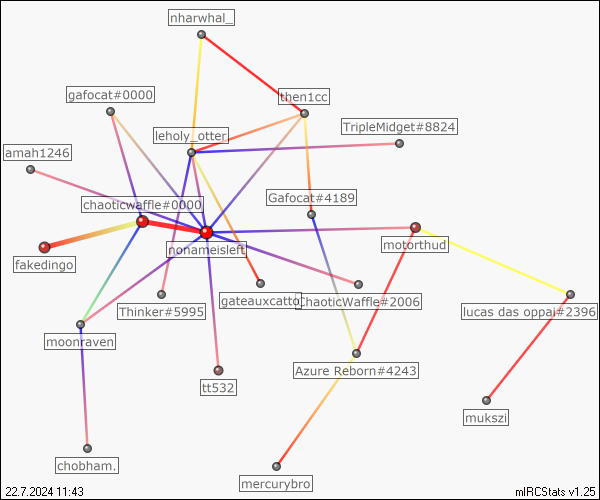 nharwhal_
gafocat#0000
then1cc
TripleMidget#8824
leholy_otter
amah1246
chaoticwaffle#0000
Gafocat#4189
nonameisleft
motorthud
fakedingo
Thinker#5995
gateauxcatto
ChaoticWaffle#2006
lucas das oppai#2396
moonraven
Azure Reborn#4243
tt532
mukszi
chobham.
mercurybro
22.7.2024 11:43
mIRCStats v1.25